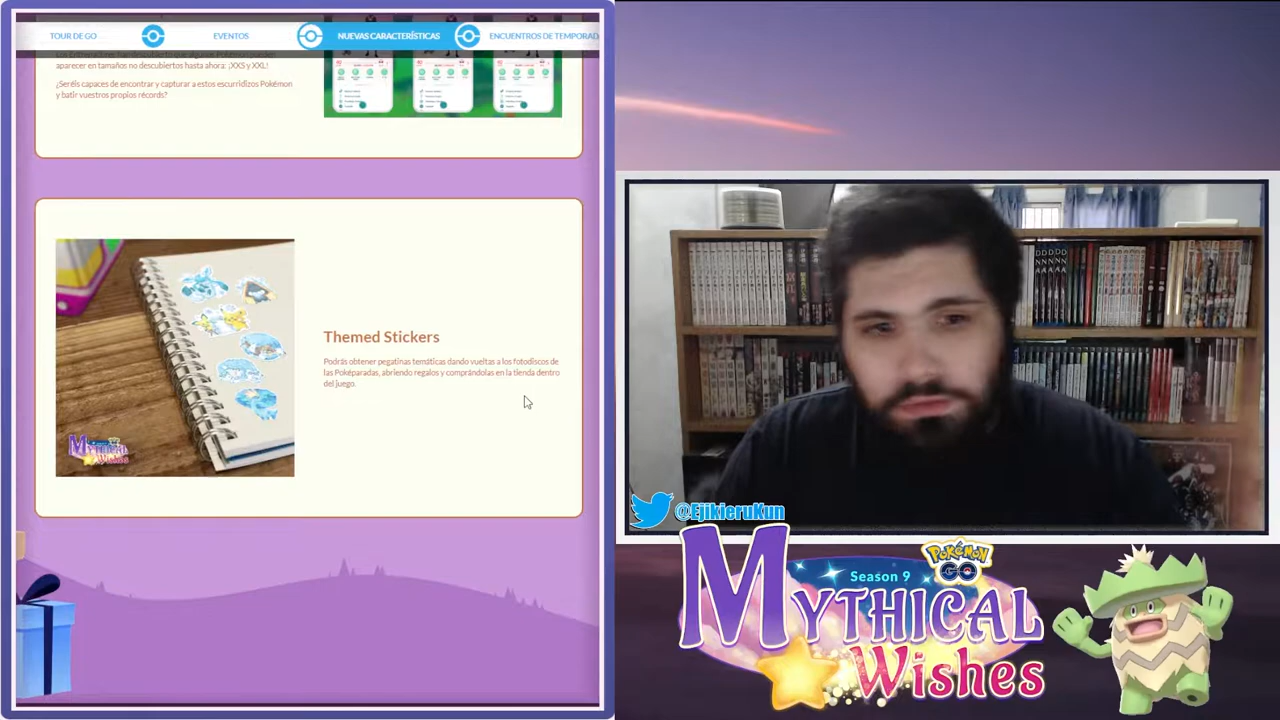 TOUR DE GO
EVENTOS
NUEVAS CARACTERÍSTICAS
ENCUENTROS DE TEMPORAD
aparecer en tamaños no descubiertos hasta ahora: ¡XXS y XXL!
¿Seréis capaces de encontrar y capturar a estos escurridizos Pokémon
y batir vuestros propios récords?
Themed Stickers
Podrás obtener pegatinas temáticas dando vueltas a los fotodiscos de
las Poképaradas, abriendo regalos y comprándolas en la tienda dentro
del juego.
MYTHICAL
Wishes
@EjikieruKun
POKÉMON
GO
Season 9
MYTHICAL
Wishes